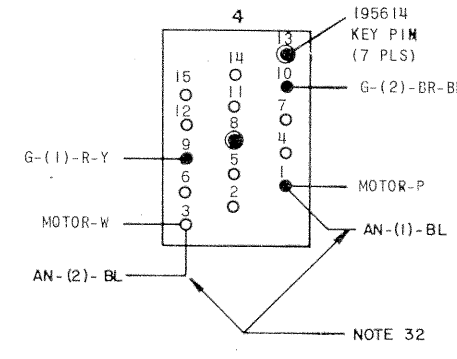 4
195614
KEY PIN
(7 PLS)
13
14
10
15
G-(2)-BR-B
11
12
7
8
9
4
G-(1)-R-Y
5
1
6
MOTOR-P
2
3
MOTOR-W
AN-(1)-BL
AN-(2)-BL
NOTE 32